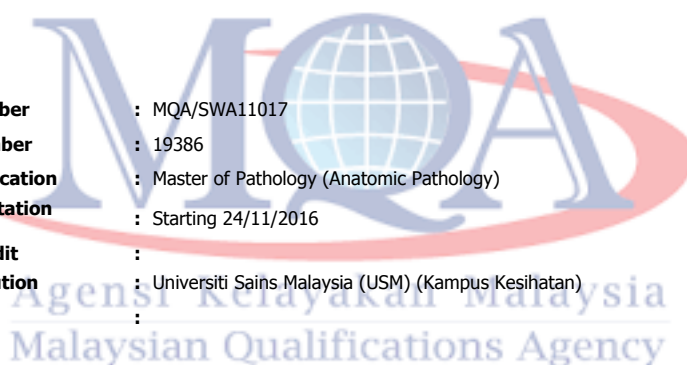 MQA
ber : MQA/SWA11017
ber : 19386
cation : Master of Pathology (Anatomic Pathology)
tation : Starting 24/11/2016
dit :
tion : Universiti Sains Malaysia (USM) (Kampus Kesihatan)
:
Agensi Kelayakan Malaysia
Malaysian Qualifications Agency